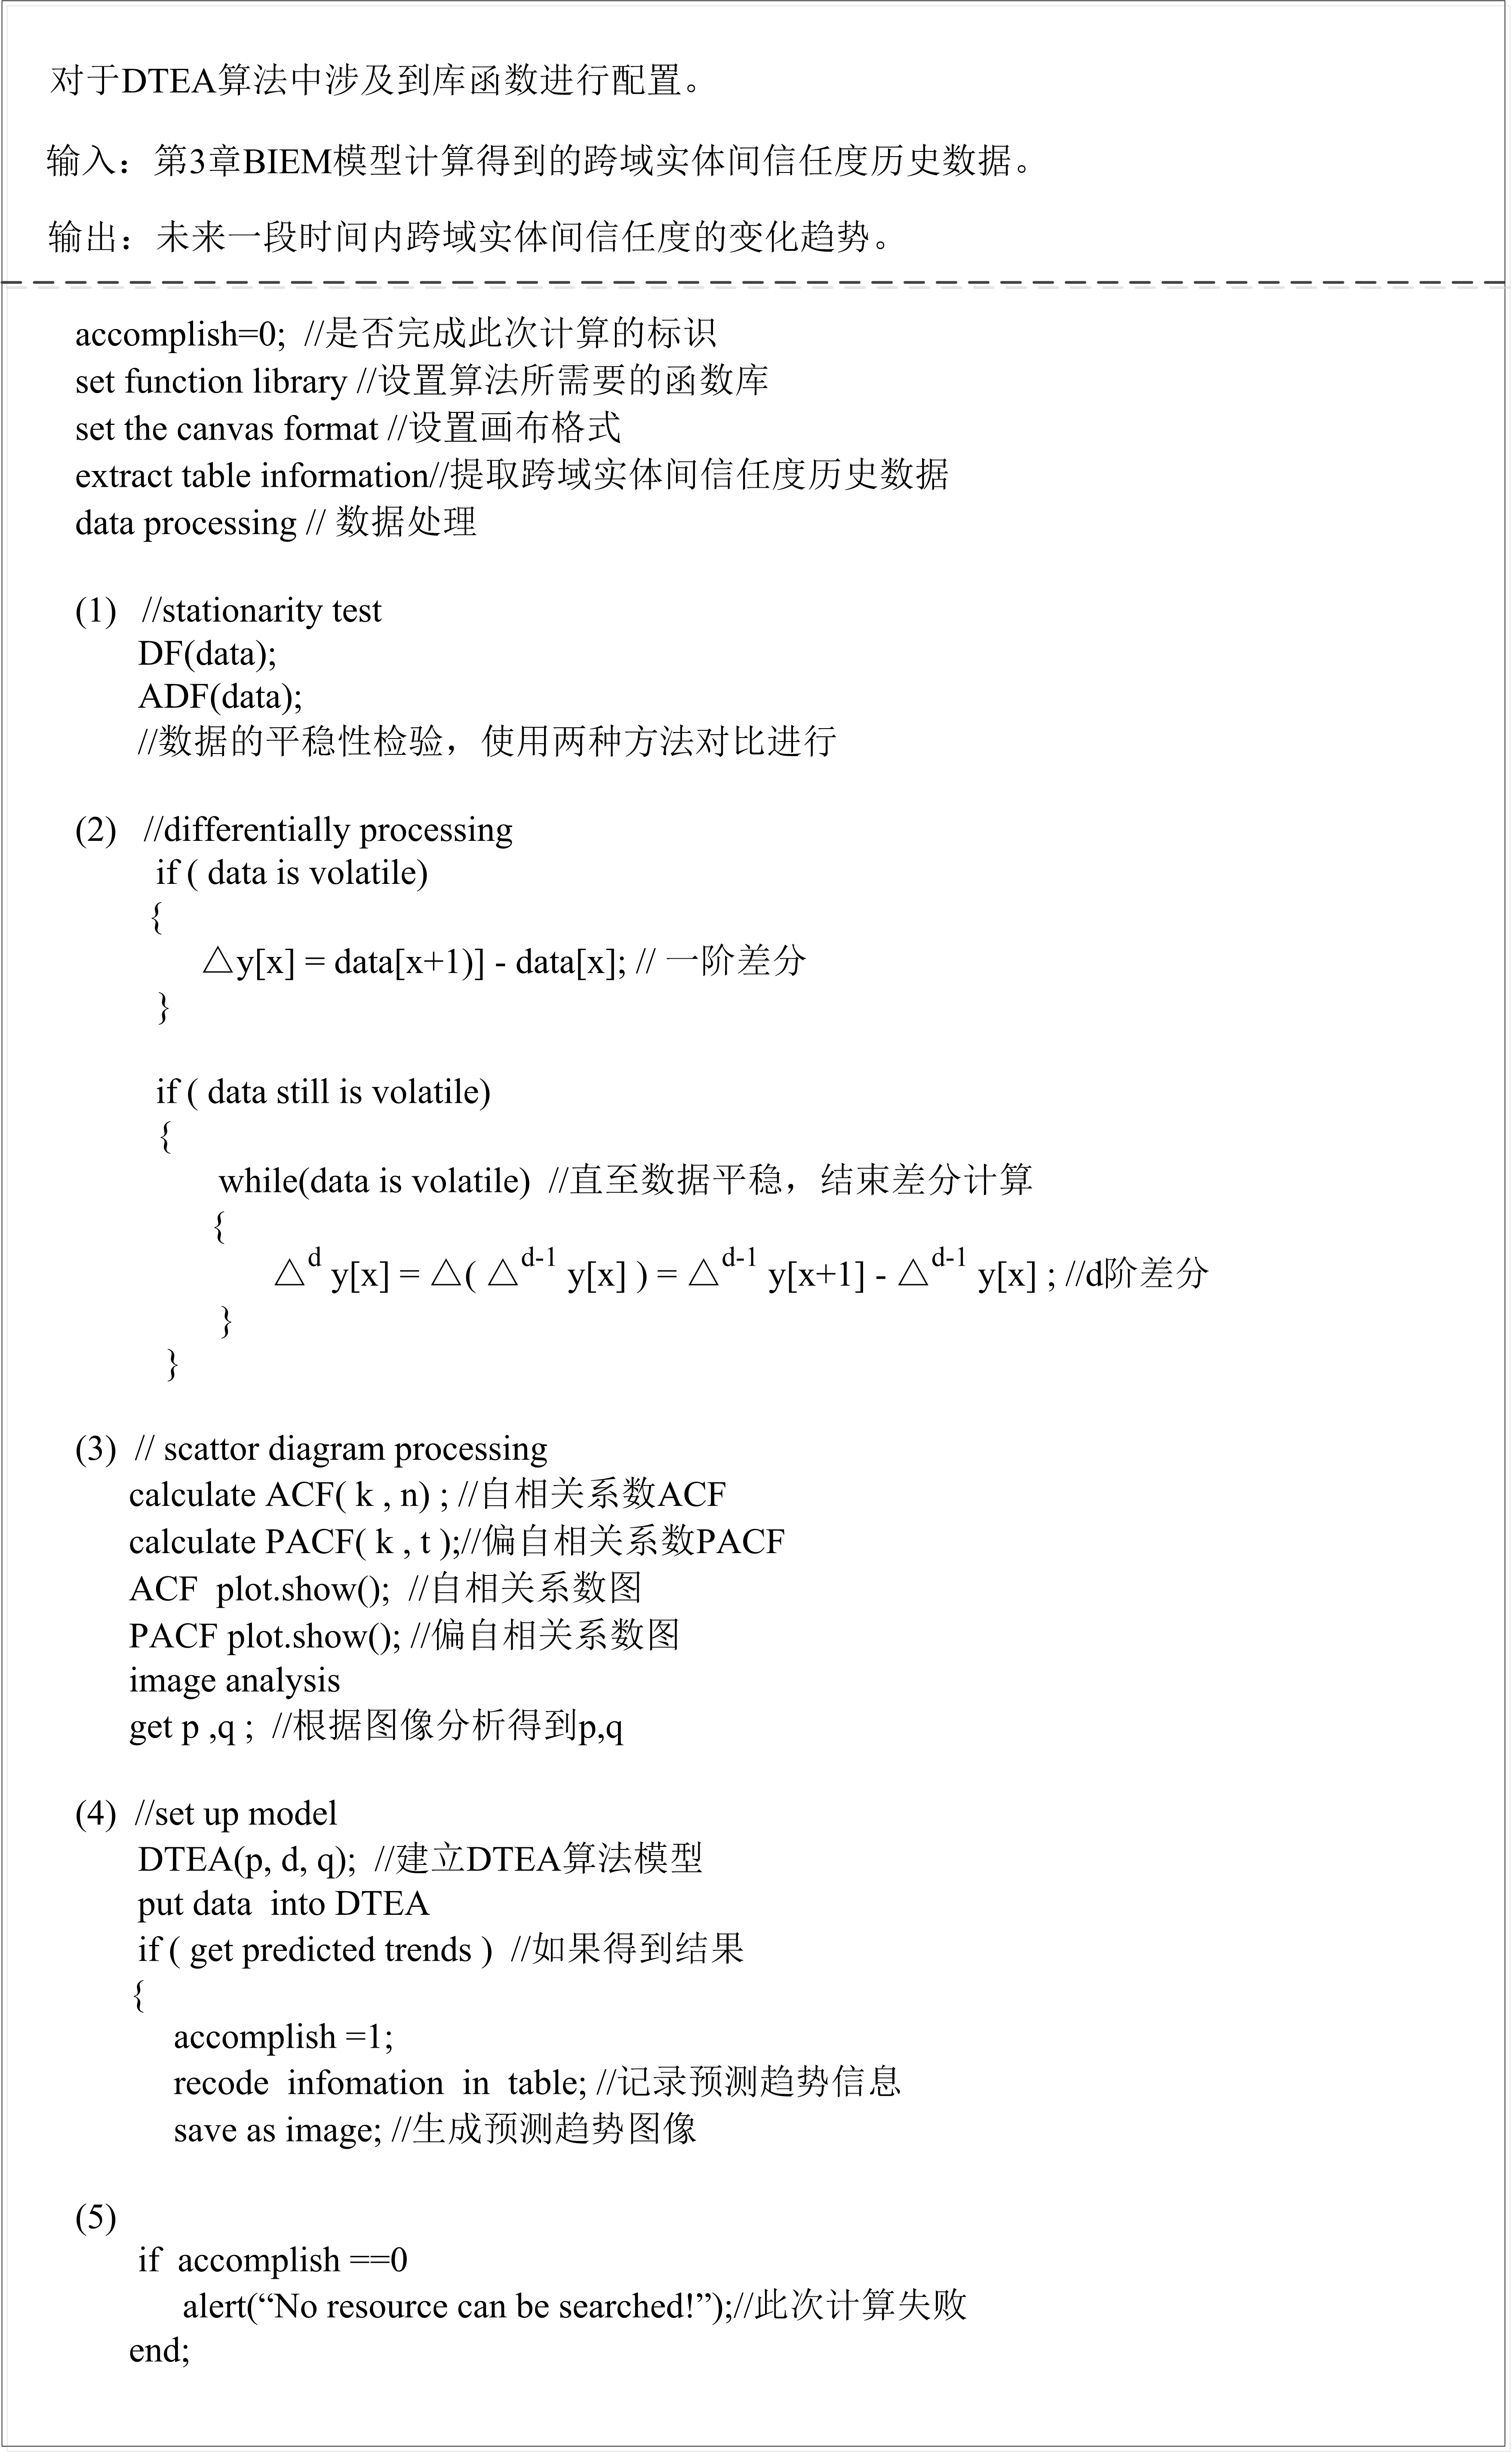 对于DTEA算法中涉及到库函数进行配置。
输入：第3章BIEM模型计算得到的跨域实体间信任度历史数据。
输出：未来一段时间内跨域实体间信任度的变化趋势。
accomplish=0;  //是否完成此次计算的标识
set function library //设置算法所需要的函数库
set the canvas format //设置画布格式
extract table information//提取跨域实体间信任度历史数据
data processing // 数据处理
(1)   //stationarity test
DF(data);
ADF(data);
//数据的平稳性检验，使用两种方法对比进行
(2)   //differentially processing
if ( data is volatile)
{
△y[x] = data[x+1)] - data[x]; // 一阶差分
}
if ( data still is volatile)
{
while(data is volatile)  //直至数据平稳，结束差分计算
{
△^d y[x] = △( △^d-1 y[x] ) = △^d-1 y[x+1] - △^d-1 y[x] ; //d阶差分
}
}
(3)  // scattor diagram processing
calculate ACF( k , n) ; //自相关系数ACF
calculate PACF( k , t );//偏自相关系数PACF
ACF  plot.show();  //自相关系数图
PACF plot.show(); //偏自相关系数图
image analysis
get p ,q ;  //根据图像分析得到p,q
(4)  //set up model
DTEA(p, d, q);  //建立DTEA算法模型
put data  into DTEA
if ( get predicted trends )  //如果得到结果
{
accomplish =1;
recode  infomation  in  table; //记录预测趋势信息
save as image; //生成预测趋势图像
(5)
if  accomplish ==0
alert(“No resource can be searched!”);//此次计算失败
end;